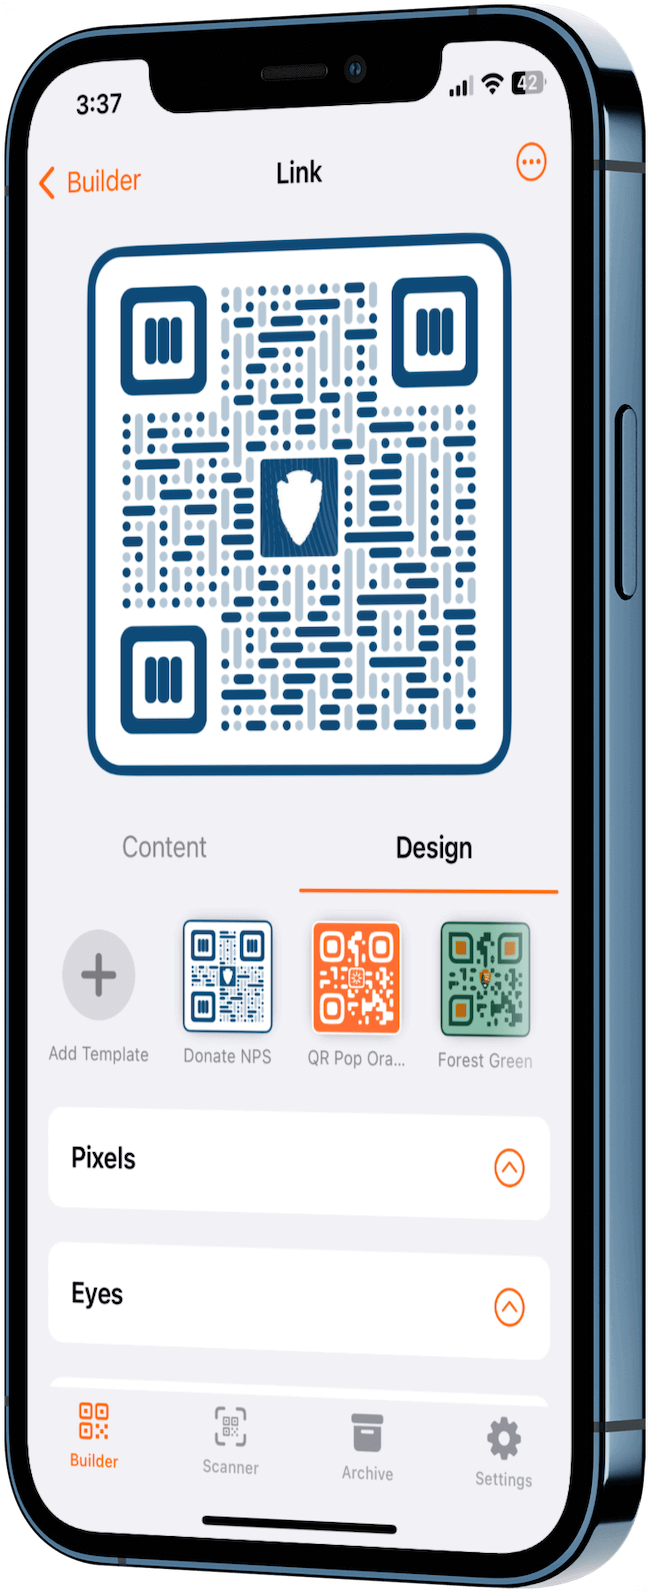 3:37
42
Builder
Link
Content
Design
Add Template
Donate NPS
QR Pop Ora...
Forest Green
Pixels
Eyes
Builder
Scanner
Archive
Settings